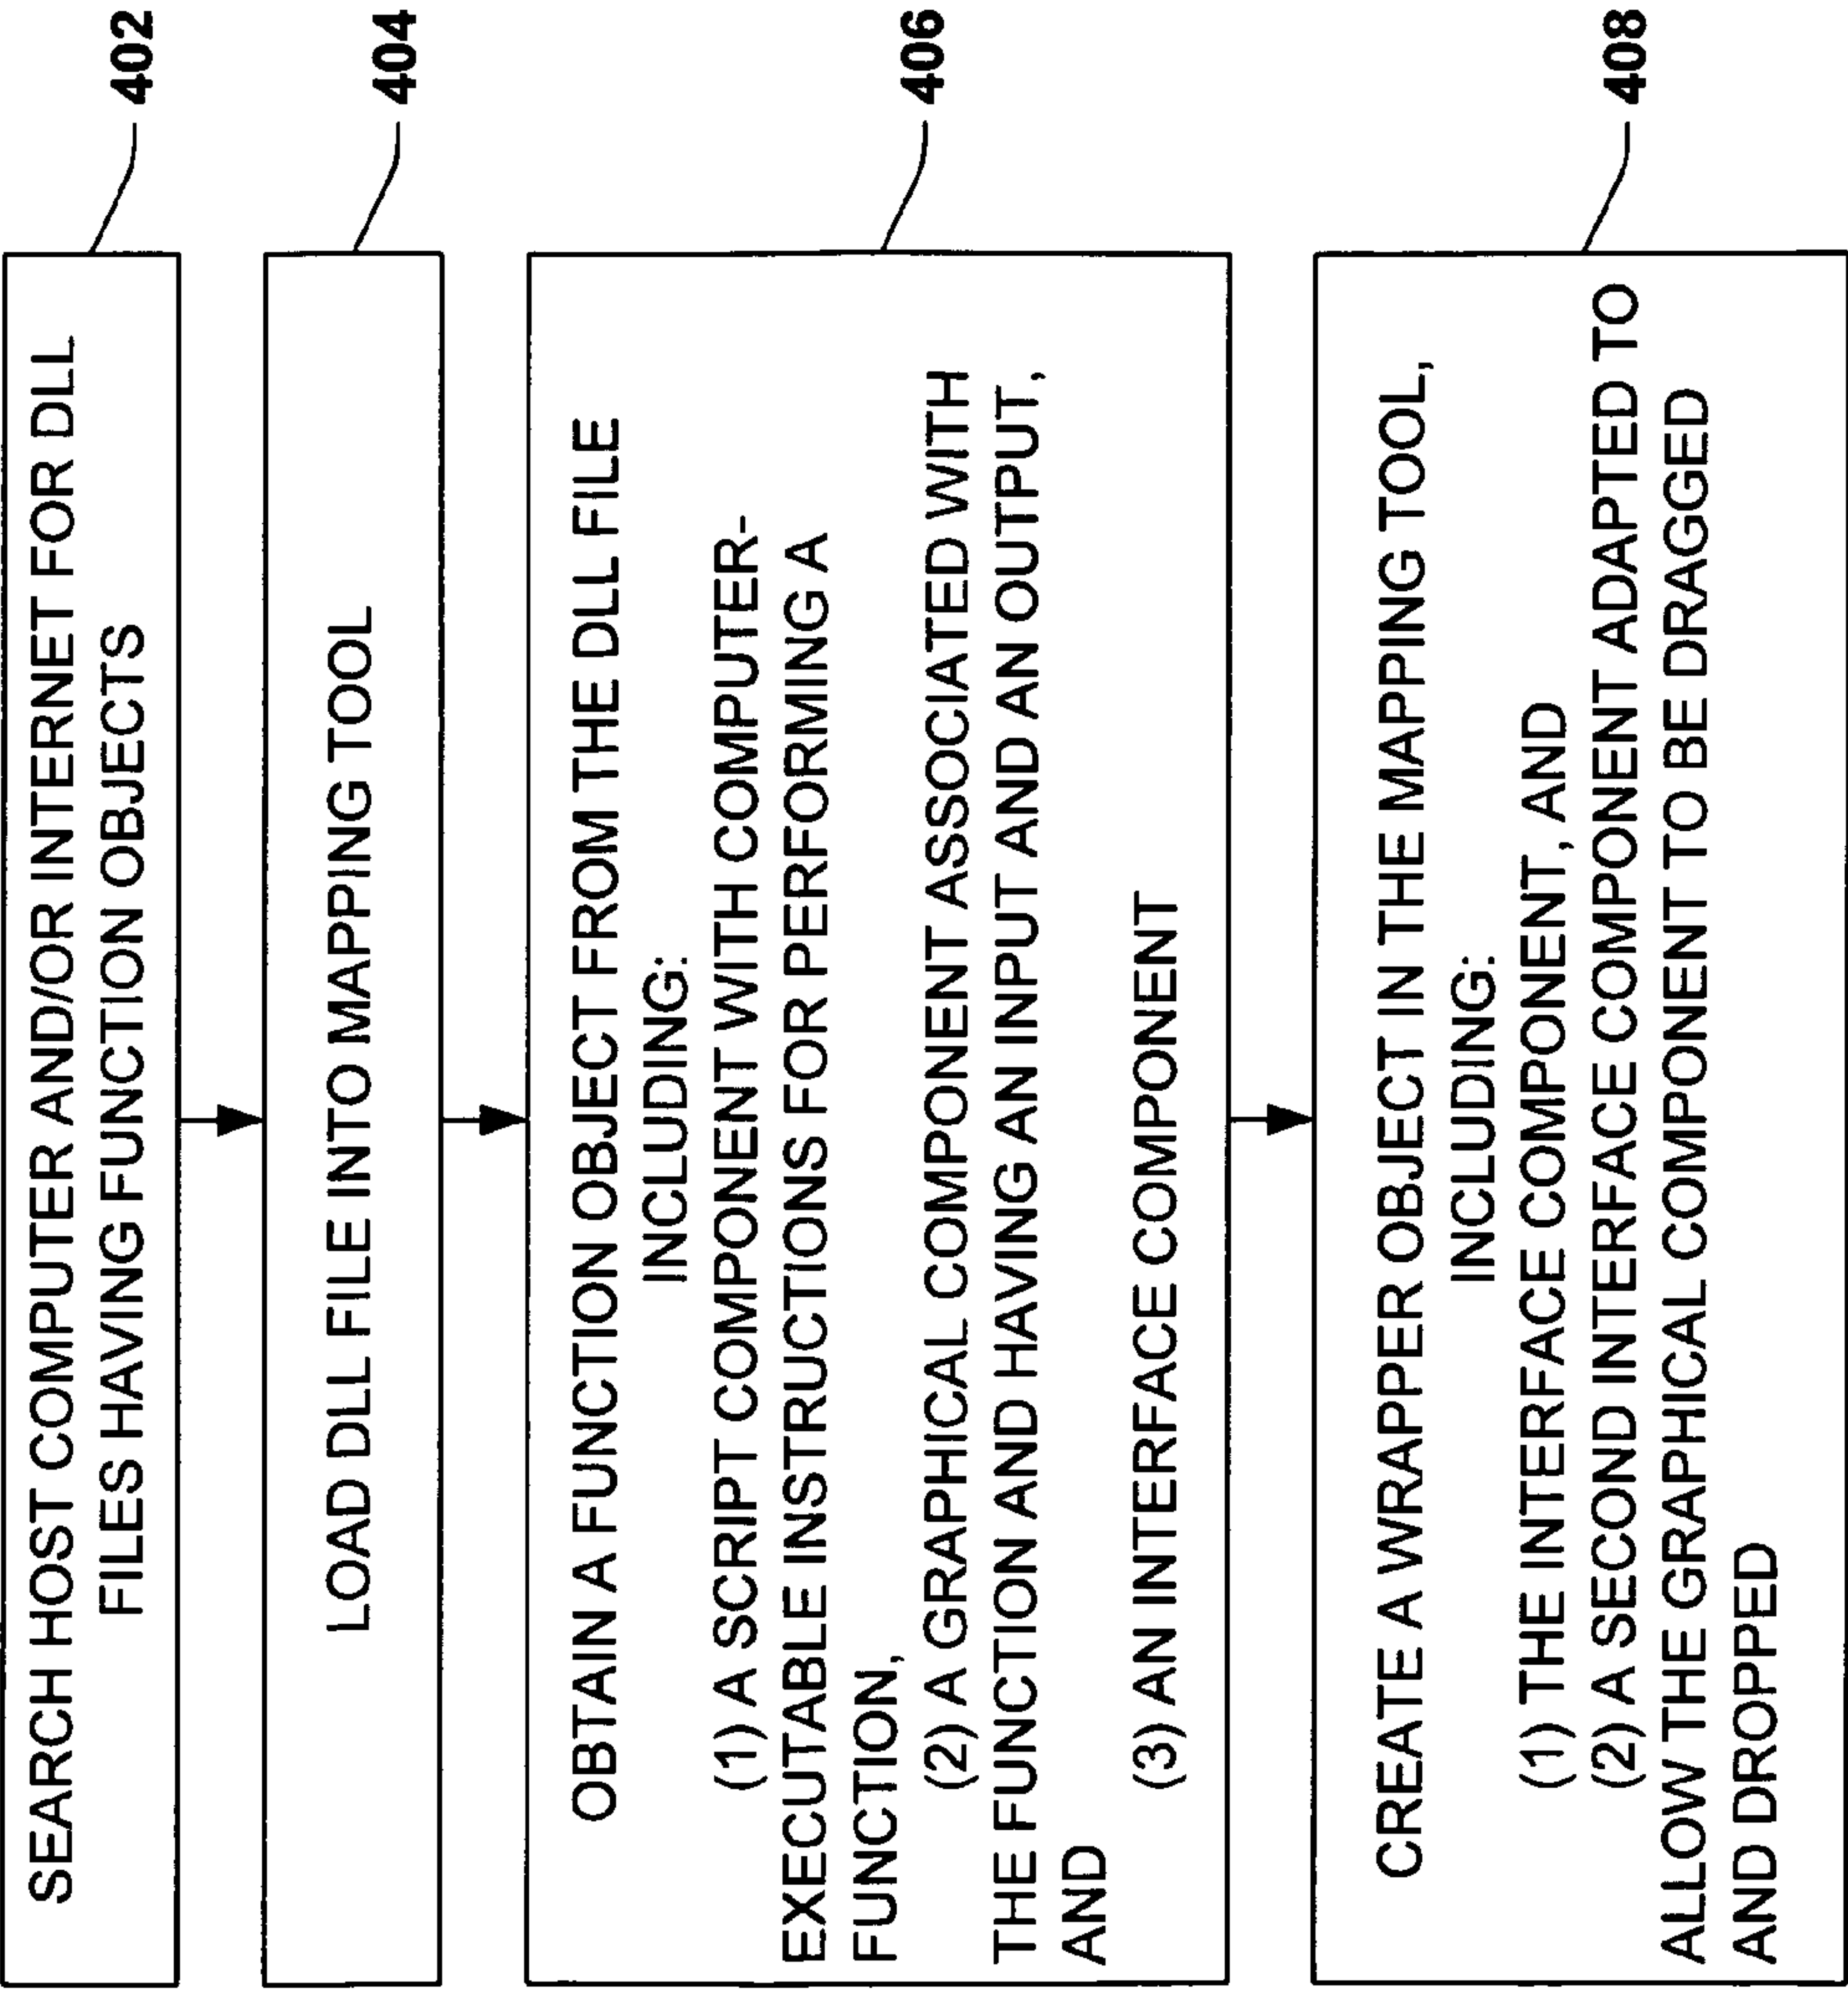 SEARCH HOST COMPUTER AND/OR INTERNET FOR DLL
FILES HAVING FUNCTION OBJECTS
402
LOAD DLL FILE INTO MAPPING TOOL
404
OBTAIN A FUNCTION OBJECT FROM THE DLL FILE
INCLUDING:
(1) A SCRIPT COMPONENT WITH COMPUTER-
EXECUTABLE INSTRUCTIONS FOR PERFORMING A
FUNCTION,
(2) A GRAPHICAL COMPONENT ASSOCIATED WITH
THE FUNCTION AND HAVING AN INPUT AND AN OUTPUT,
AND
(3) AN INTERFACE COMPONENT
406
CREATE A WRAPPER OBJECT IN THE MAPPING TOOL,
INCLUDING:
(1) THE INTERFACE COMPONENT, AND
(2) A SECOND INTERFACE COMPONENT ADAPTED TO
ALLOW THE GRAPHICAL COMPONENT TO BE DRAGGED
AND DROPPED
408